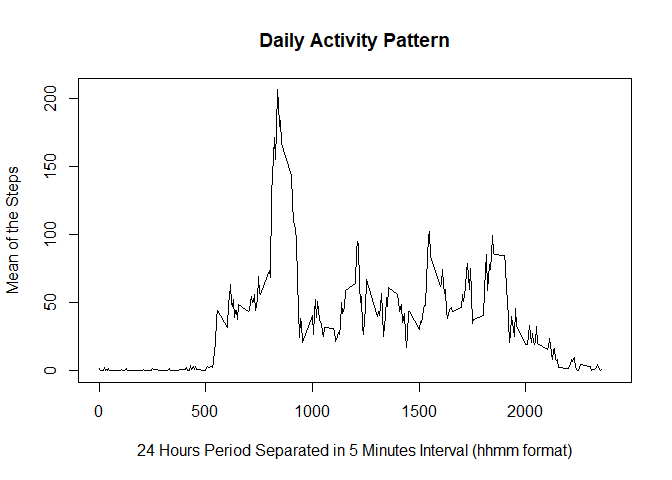 Daily Activity Pattern
Mean of the Steps
200
150
100
50
0
0 500 1000 1500 2000
24 Hours Period Separated in 5 Minutes Interval (hhmm format)